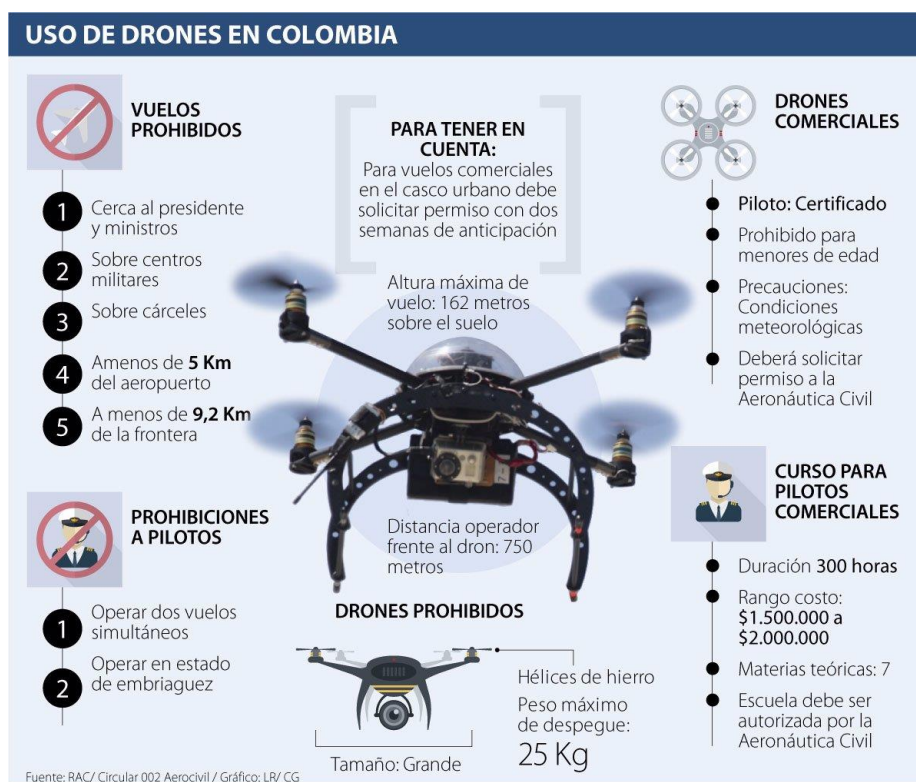 USO DE DRONES EN COLOMBIA
VUELOS
PROHIBIDOS
1 Cerca al presidente
y ministros
2 Sobre centros
militares
3 Sobre cárceles
4 Amenos de 5 Km
del aeropuerto
5 A menos de 9,2 Km
de la frontera
PROHIBICIONES
A PILOTOS
1 Operar dos vuelos
simultáneos
2 Operar en estado
de embriaguez
PARA TENER EN
CUENTA:
Para vuelos comerciales
en el casco urbano debe
solicitar permiso con dos
semanas de anticipación
Altura máxima de
vuelo: 162 metros
sobre el suelo
Distancia operador
frente al dron: 750
metros
DRONES PROHIBIDOS
Hélices de hierro
Peso máximo
de despegue:
25 Kg
Tamaño: Grande
DRONES
COMERCIALES
Piloto: Certificado
Prohibido para
menores de edad
Precauciones:
Condiciones
meteorológicas
Deberá solicitar
permiso a la
Aeronáutica Civil
CURSO PARA
PILOTOS
COMERCIALES
Duración 300 horas
Rango costo:
$1.500.000 a
$2.000.000
Materias teóricas: 7
Escuela debe ser
autorizada por la
Aeronáutica Civil
Fuente: RAC/ Circular 002 Aerocivil / Gráfico: LR/ CG